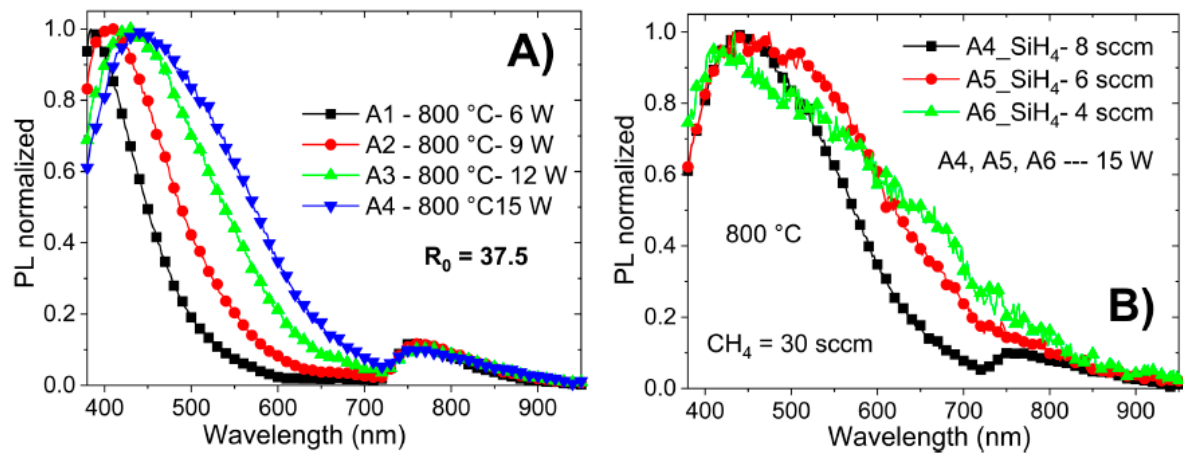 A)
PL normalized
1.0
0.8
0.6
0.4
0.2
0.0
A1 - 800 °C- 6 W
A2 - 800 °C- 9 W
A3 - 800 °C- 12 W
A4 - 800 °C15 W
R₀ = 37.5
400 500 600 700 800 900
Wavelength (nm)
B)
PL normalized
1.0
0.8
0.6
0.4
0.2
0.0
A4_SiH₄- 8 sccm
A5_SiH₄- 6 sccm
A6_SiH₄- 4 sccm
A4, A5, A6 --- 15 W
800 °C
CH₄ = 30 sccm
400 500 600 700 800 900
Wavelength (nm)